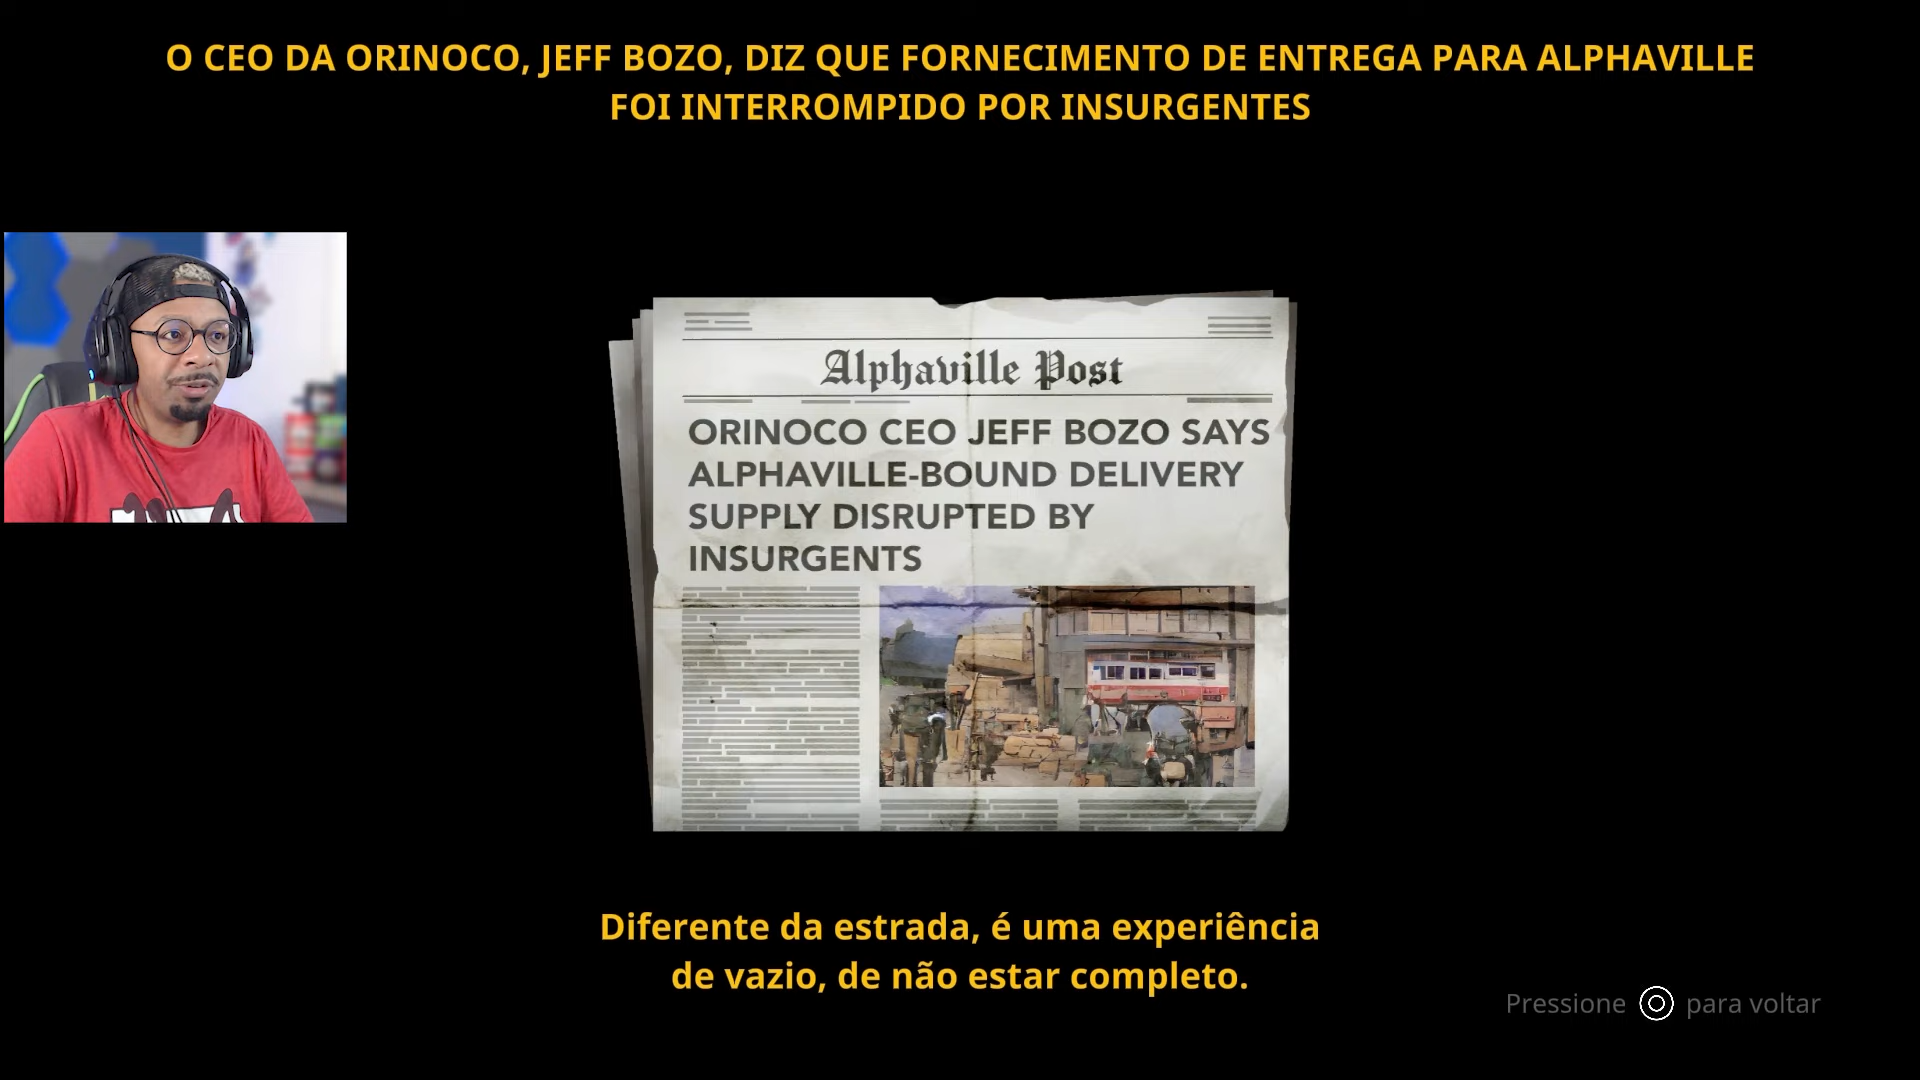 O CEO DA ORINOCO, JEFF BOZO, DIZ QUE FORNECIMENTO DE ENTREGA PARA ALPHAVILLE
FOI INTERROMPIDO POR INSURGENTES
Alphaville Post
ORINOCO CEO JEFF BOZO SAYS
ALPHAVILLE-BOUND DELIVERY
SUPPLY DISRUPTED BY
INSURGENTS
Diferente da estrada, é uma experiência
de vazio, de não estar completo.
Pressione para voltar